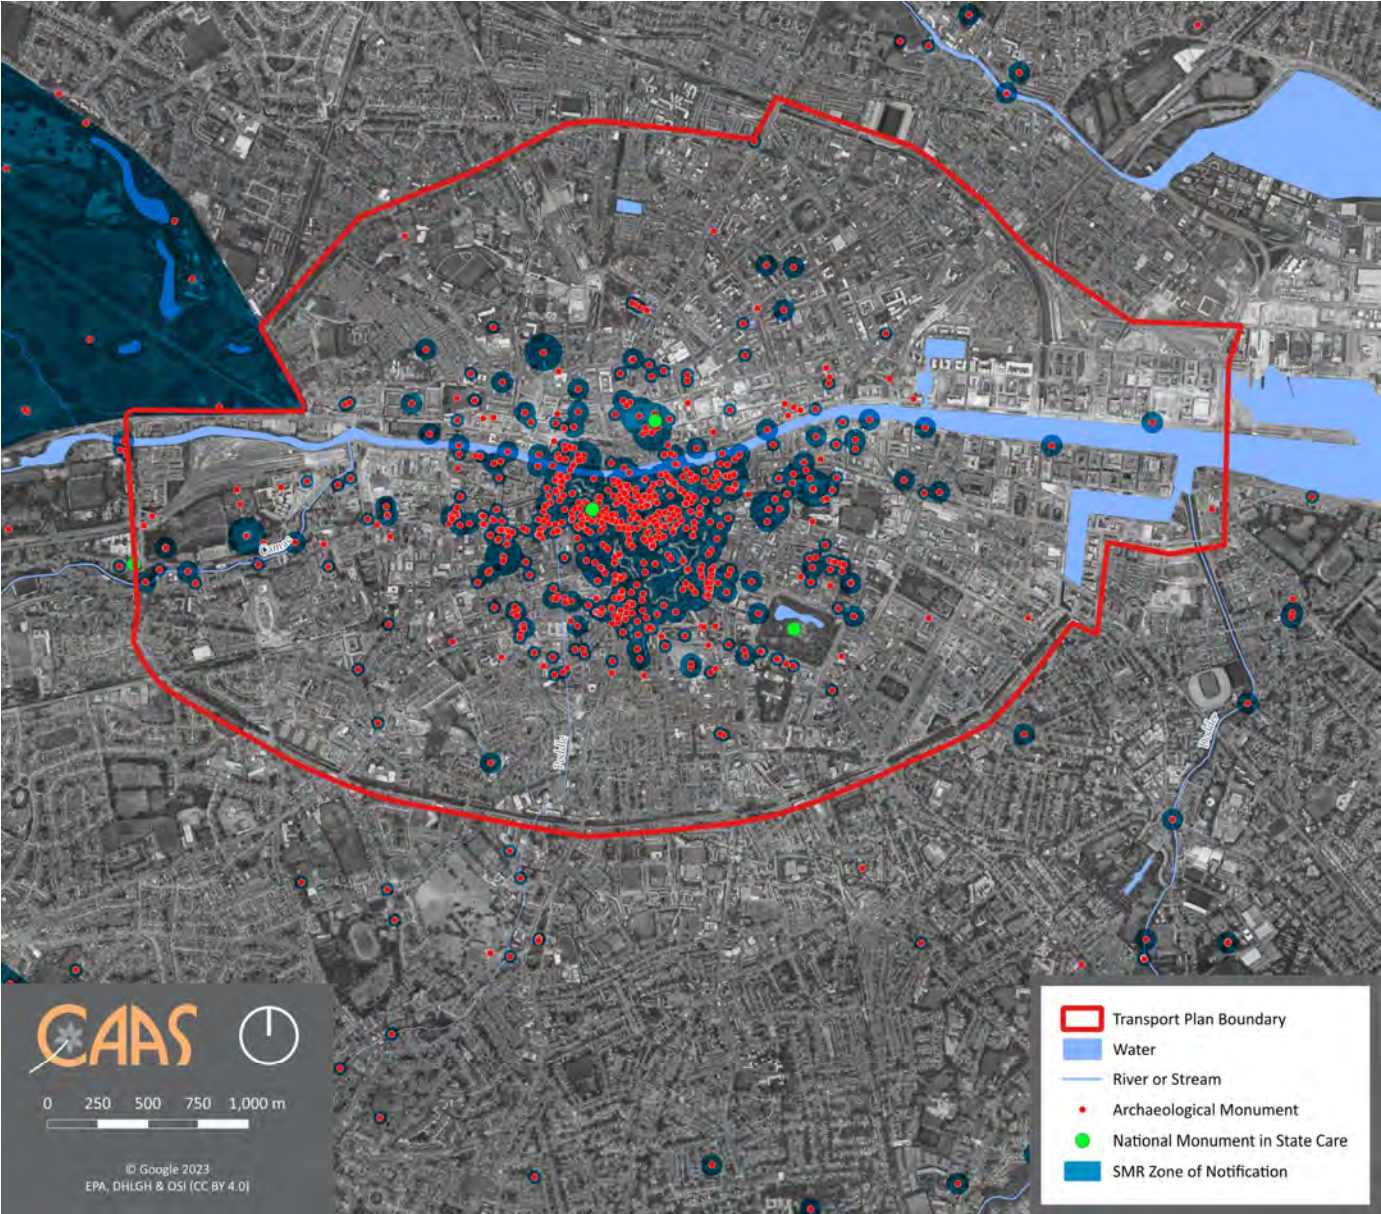 Camac
Poddle
Dodder
CAAS
0 250 500 750 1,000 m
© Google 2023
EPA, DHLGH & OSI (CC BY 4.0)
Transport Plan Boundary
Water
River or Stream
Archaeological Monument
National Monument in State Care
SMR Zone of Notification